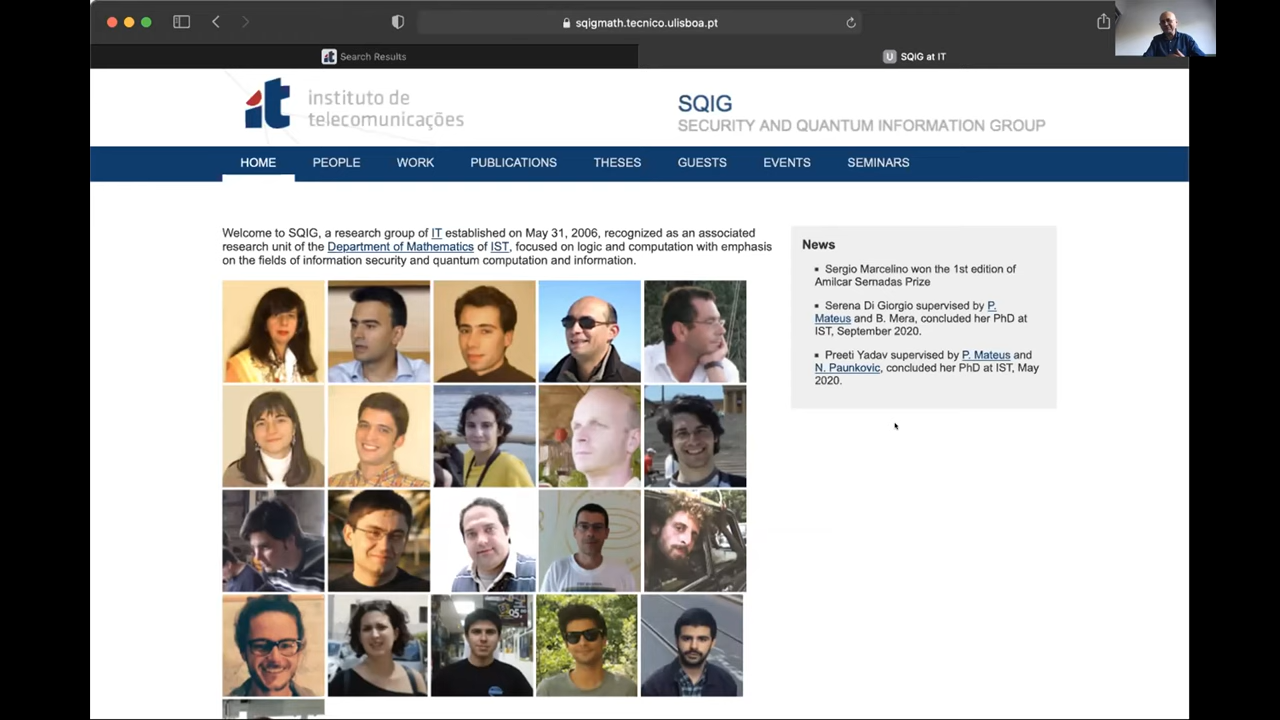 sqigmath.tecnico.ulisboa.pt
it Search Results
U SQIG at IT
it
instituto de
telecomunicações
SQIG
SECURITY AND QUANTUM INFORMATION GROUP
HOME PEOPLE WORK PUBLICATIONS THESES GUESTS EVENTS SEMINARS
Welcome to SQIG, a research group of IT established on May 31, 2006, recognized as an associated
research unit of the Department of Mathematics of IST, focused on logic and computation with emphasis
on the fields of information security and quantum computation and information.
News
▪ Sergio Marcelino won the 1st edition of
Amilcar Sernadas Prize
▪ Serena Di Giorgio supervised by P.
Mateus and B. Mera, concluded her PhD at
IST, September 2020.
▪ Preeti Yadav supervised by P. Mateus and
N. Paunkovic, concluded her PhD at IST, May
2020.